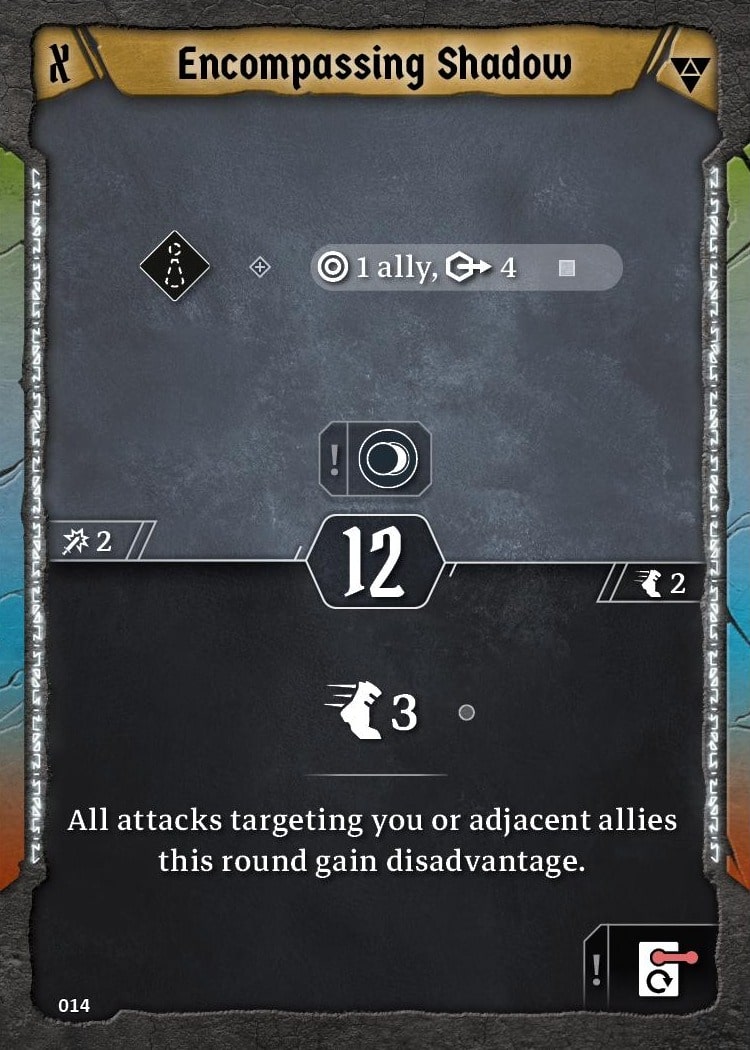 X
Encompassing Shadow
1 ally, 4
!
2
12
2
3
All attacks targeting you or adjacent allies
this round gain disadvantage.
!
014